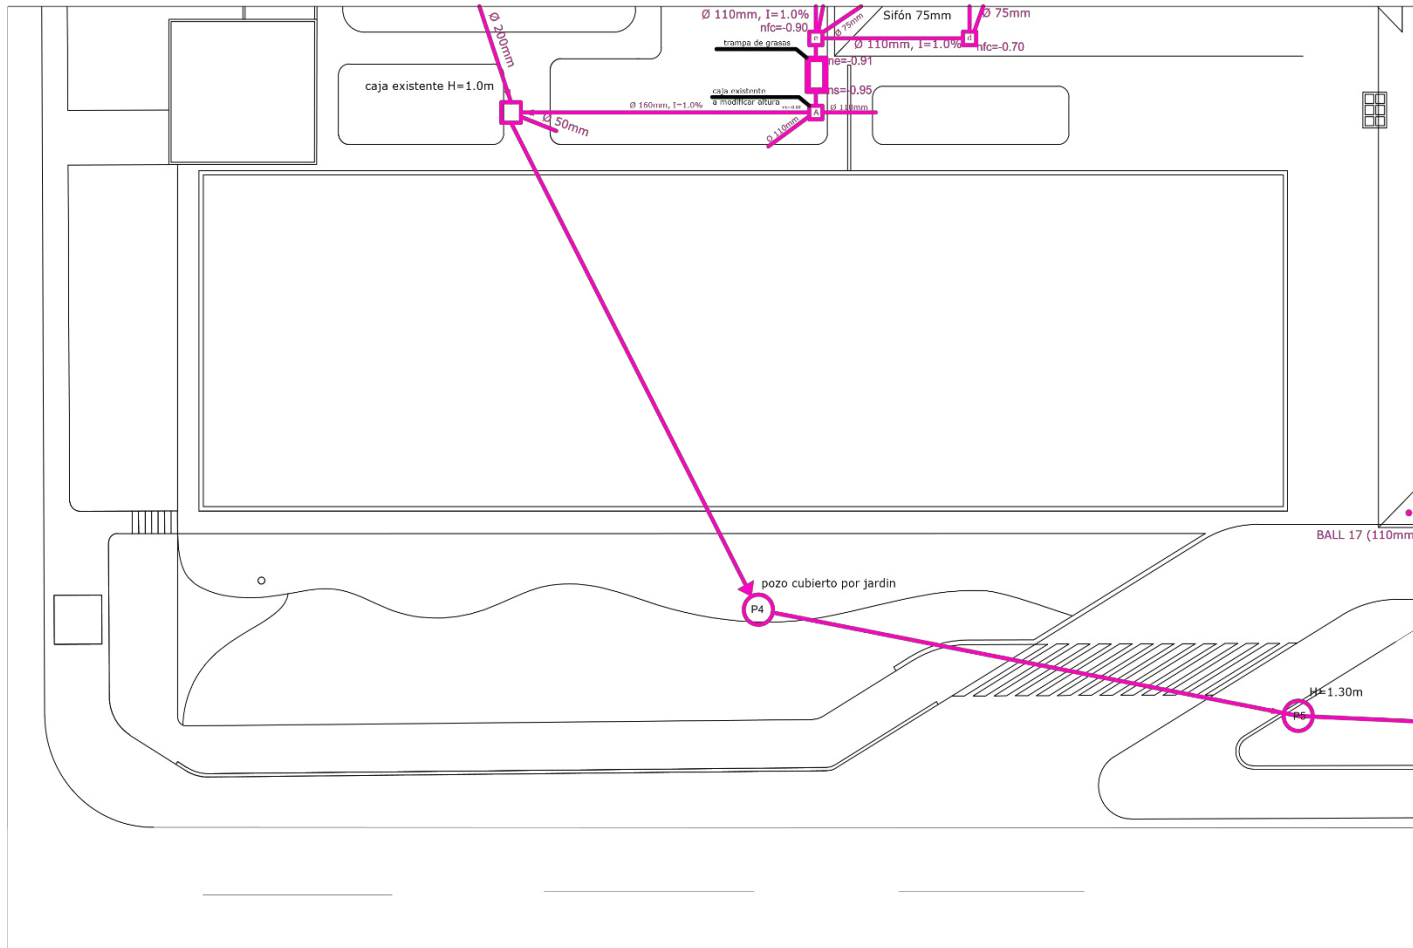 Ø 110mm, I=1.0%
nfc=-0.90
Ø 75mm
Sifón 75mm
Ø 75mm
Ø 110mm, I=1.0%
nfc=-0.70
d
trampa de grasas
ne=-0.91
ns=-0.95
Ø 200mm
caja existente H=1.0m
caja existente
a modificar altura
Ø 160mm, I=1.0%
A
Ø 110mm
Ø 110mm
Ø 50mm
BALL 17 (110mm
pozo cubierto por jardin
P4
H=1.30m
P5